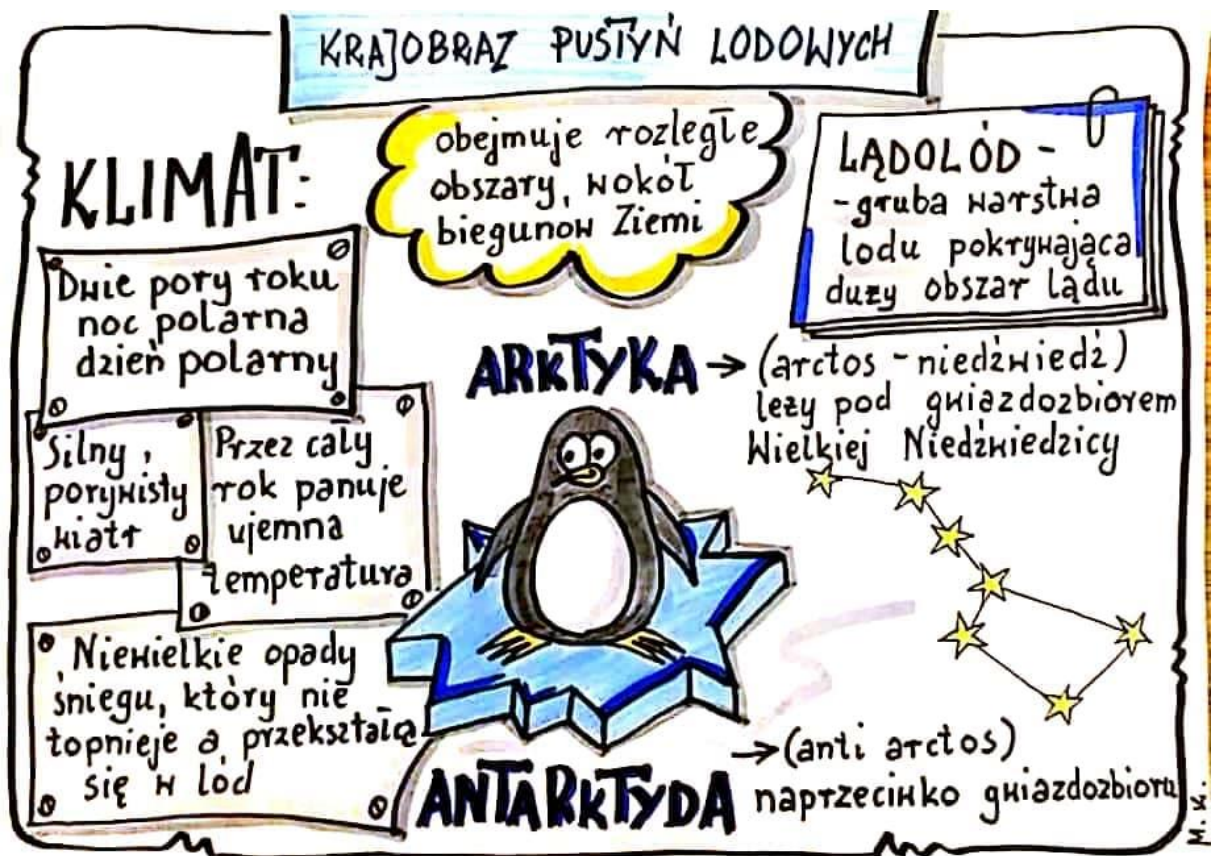 KRAJOBRAZ PUSTYŃ LODOWYCH
obejmuje rozległe
obszary, wokół
biegunow Ziemi
LĄDOLÓD -
- gruba warstwa
lodu pokrywająca
duży obszar lądu
KLIMAT:
Dwie pory roku
noc polarna
dzień polarny
Silny,
porywisty
wiatr
Przez cały
rok panuje
ujemna
temperatura
Niewielkie opady
śniegu, który nie
topnieje a przekształca
się w lód
ARKTYKA → (arctos - niedźwiedź)
leży pod gwiazdozbiorem
Wielkiej Niedźwiedzicy
ANTARKTYDA → (anti arctos)
naprzeciwko gwiazdozbioru
M.K.